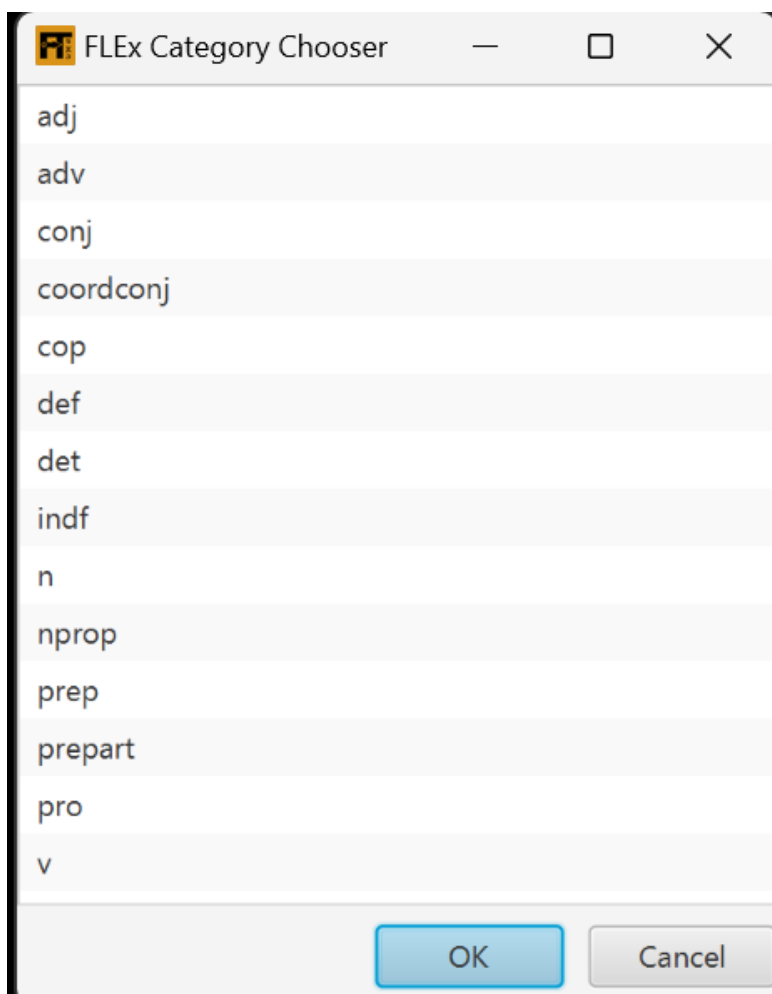 FLEx Category Chooser
adj
adv
conj
coordconj
cop
def
det
indf
n
nprop
prep
prepart
pro
v
OK Cancel